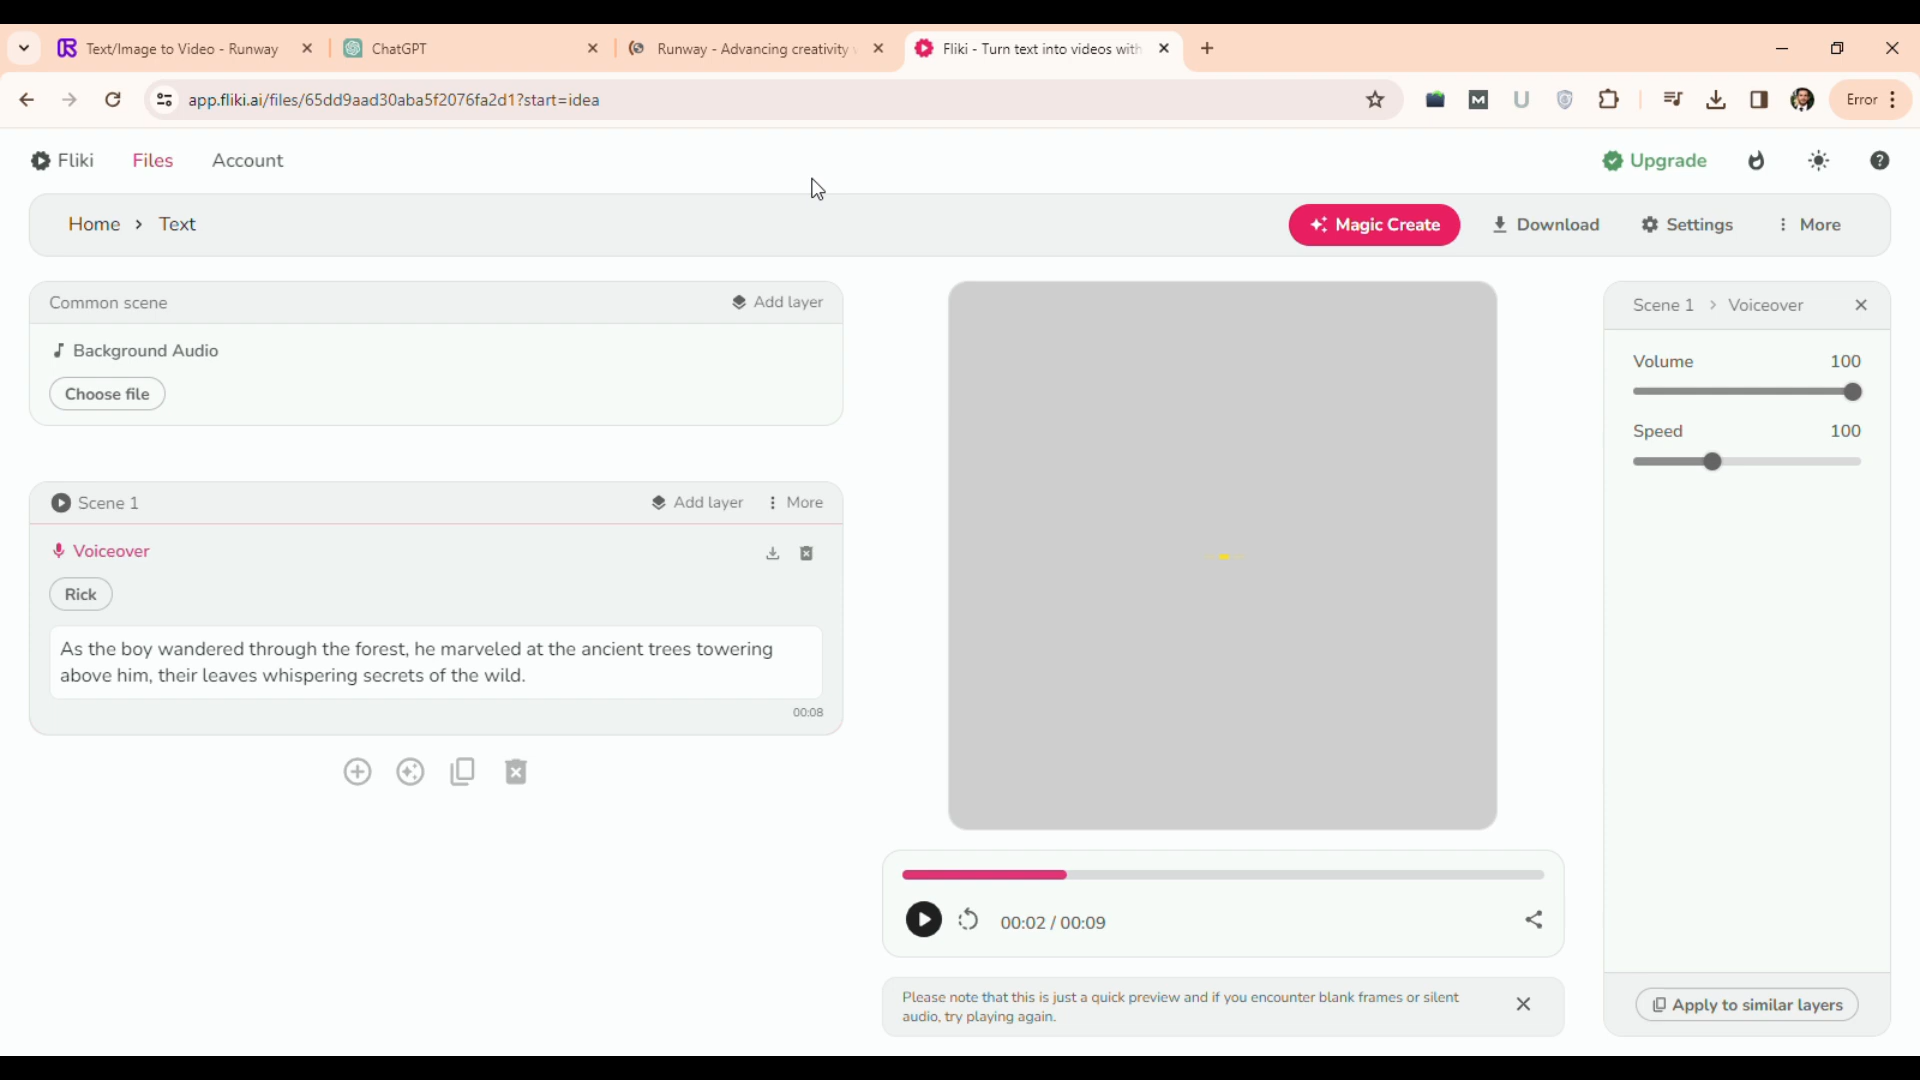 Text/Image to Video - Runway
ChatGPT
Runway - Advancing creativity
Fliki - Turn text into videos with
app.fliki.ai/files/65dd9aad30aba5f2076fa2d1?start=idea
Error
Fliki
Files
Account
Upgrade
Home > Text
Magic Create
Download
Settings
More
Common scene
Add layer
Background Audio
Choose file
Scene 1
Add layer
More
Voiceover
Rick
As the boy wandered through the forest, he marveled at the ancient trees towering
above him, their leaves whispering secrets of the wild.
00:08
00:02 / 00:09
Please note that this is just a quick preview and if you encounter blank frames or silent
audio, try playing again.
Scene 1 > Voiceover
Volume 100
Speed 100
Apply to similar layers